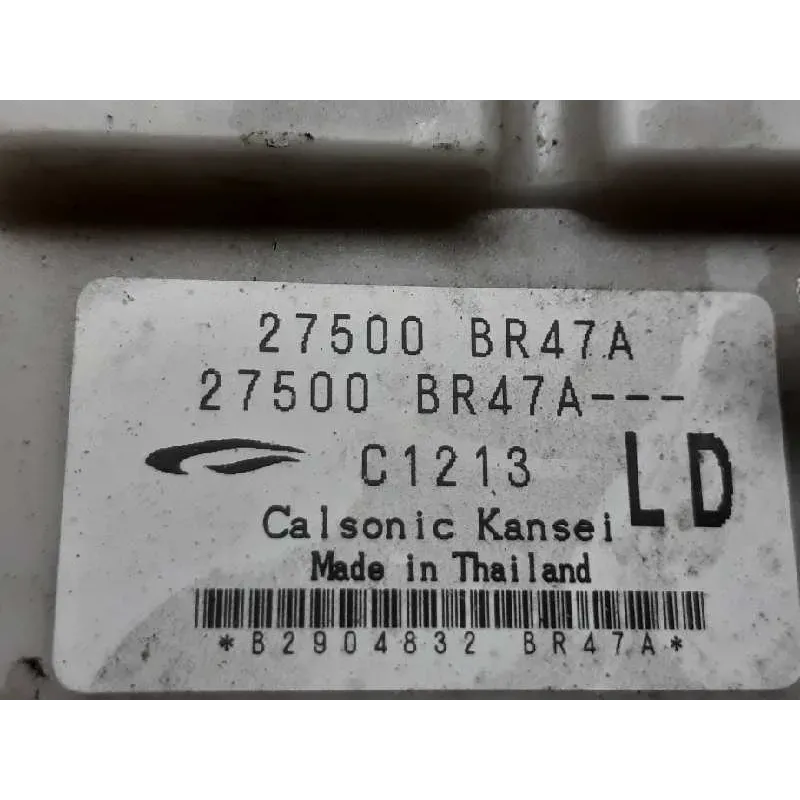 27500 BR47A
27500 BR47A---
C1213
LD
Calsonic Kansei
Made in Thailand
*B2904832 BR47A*